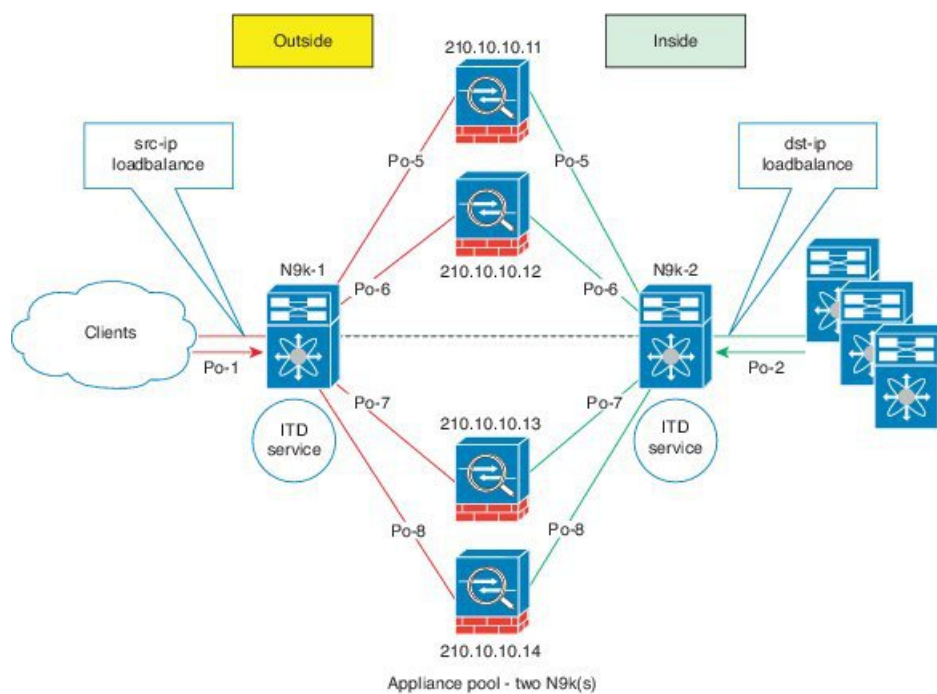 Outside
210.10.10.11
Inside
src-ip
loadbalance
dst-ip
loadbalance
Po-5
Po-5
210.10.10.12
N9k-1
N9k-2
Po-6
Po-6
Clients
Po-1
Po-2
Po-7
Po-7
210.10.10.13
ITD
service
ITD
service
Po-8
Po-8
210.10.10.14
Appliance pool - two N9k(s)